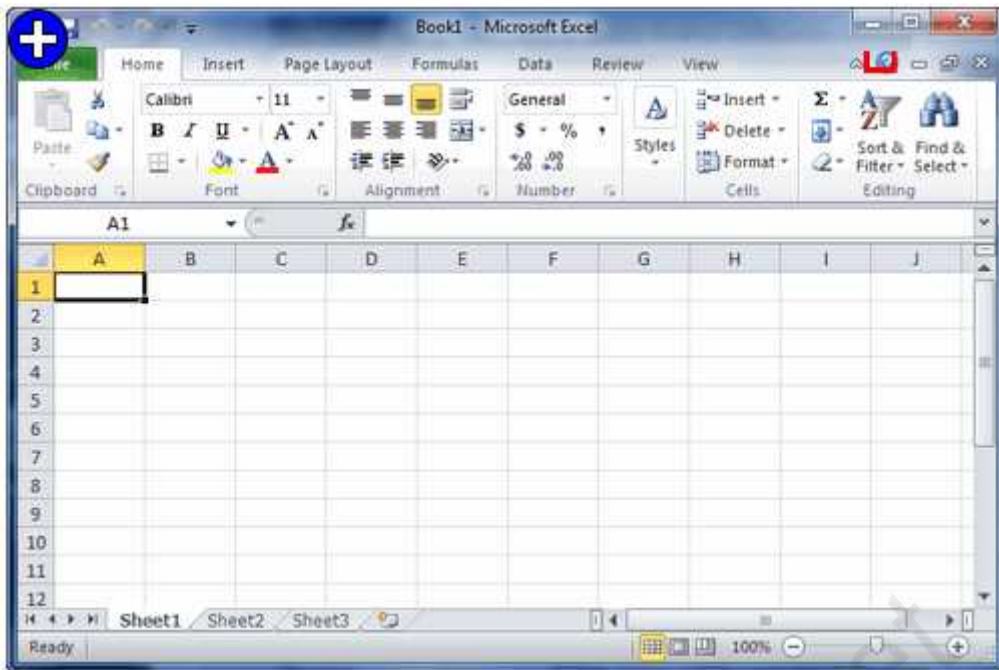 Book1 - Microsoft Excel
Home Insert Page Layout Formulas Data Review View
Calibri 11 General Insert
B I U A A $ % , Delete
Paste Styles Format Sort & Filter Find & Select
Clipboard Font Alignment Number Cells Editing
A1 fx
A B C D E F G H I J
1
2
3
4
5
6
7
8
9
10
11
12
Sheet1 Sheet2 Sheet3
Ready 100%